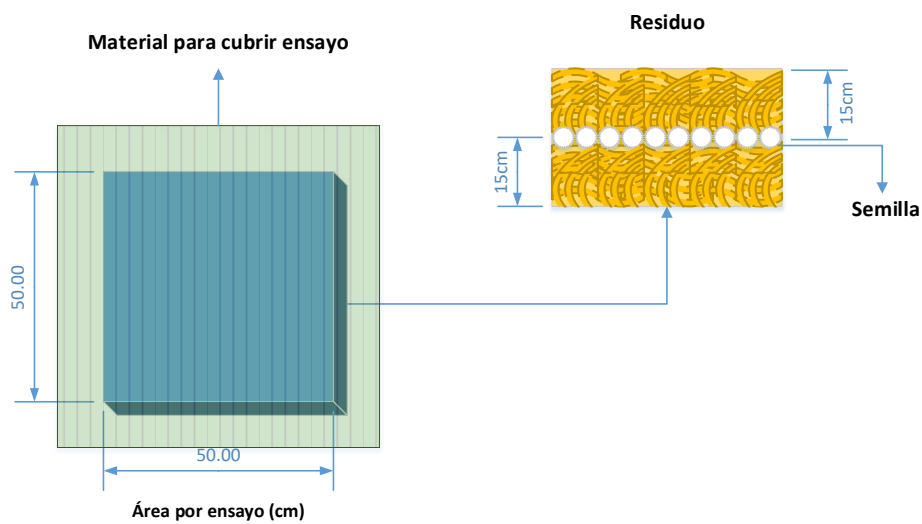 Material para cubrir ensayo
Residuo
15cm
15cm
Semilla
50.00
50.00
Área por ensayo (cm)